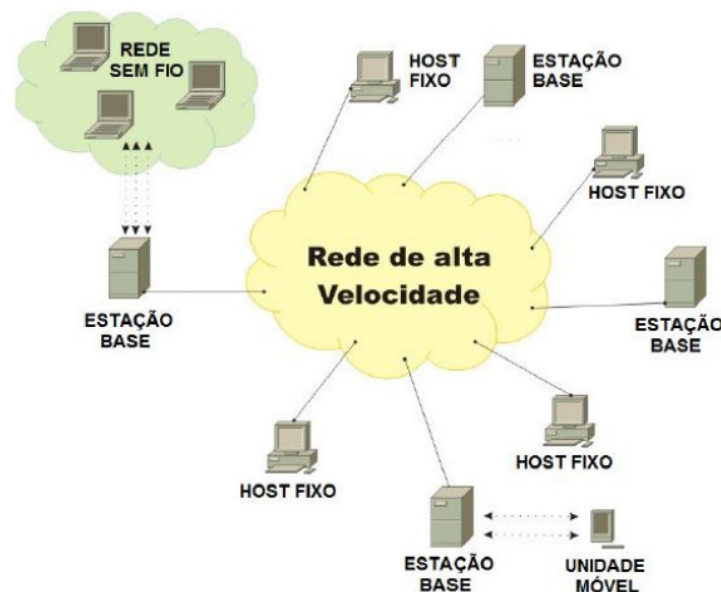 REDE
SEM FIO
HOST
FIXO
ESTAÇÃO
BASE
HOST FIXO
Rede de alta
Velocidade
ESTAÇÃO
BASE
ESTAÇÃO
BASE
HOST FIXO
HOST FIXO
ESTAÇÃO
BASE
UNIDADE
MÓVEL